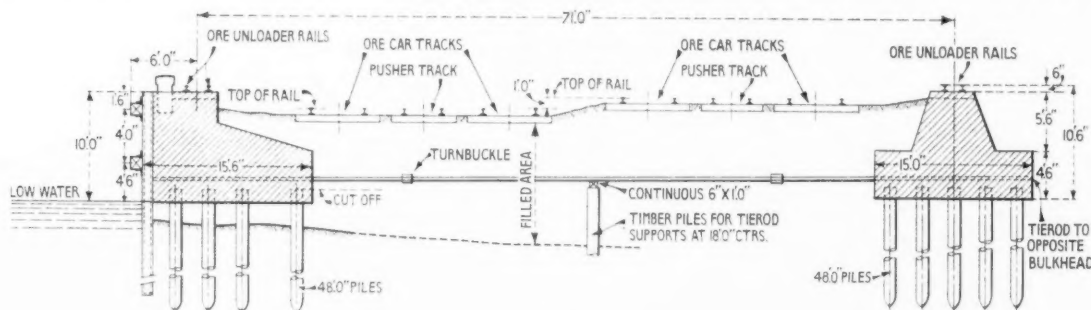 71.'0"
6.'0"
ORE UNLOADER RAILS
ORE CAR TRACKS
ORE CAR TRACKS
ORE UNLOADER RAILS
PUSHER TRACK
PUSHER TRACK
6"
1.'6"
TOP OF RAIL
1.'0"
TOP OF RAIL
10.'0"
4.'0"
5.'6"
10.'6"
15.'6"
TURNBUCKLE
FILLED AREA
15.'0"
4.'6"
4.'6"
LOW WATER
CUT OFF
CONTINUOUS 6"X1.'0"
TIMBER PILES FOR TIEROD
SUPPORTS AT 18.'0" CTRS.
TIEROD TO
OPPOSITE
BULKHEAD
48.'0" PILES
48.'0" PILES